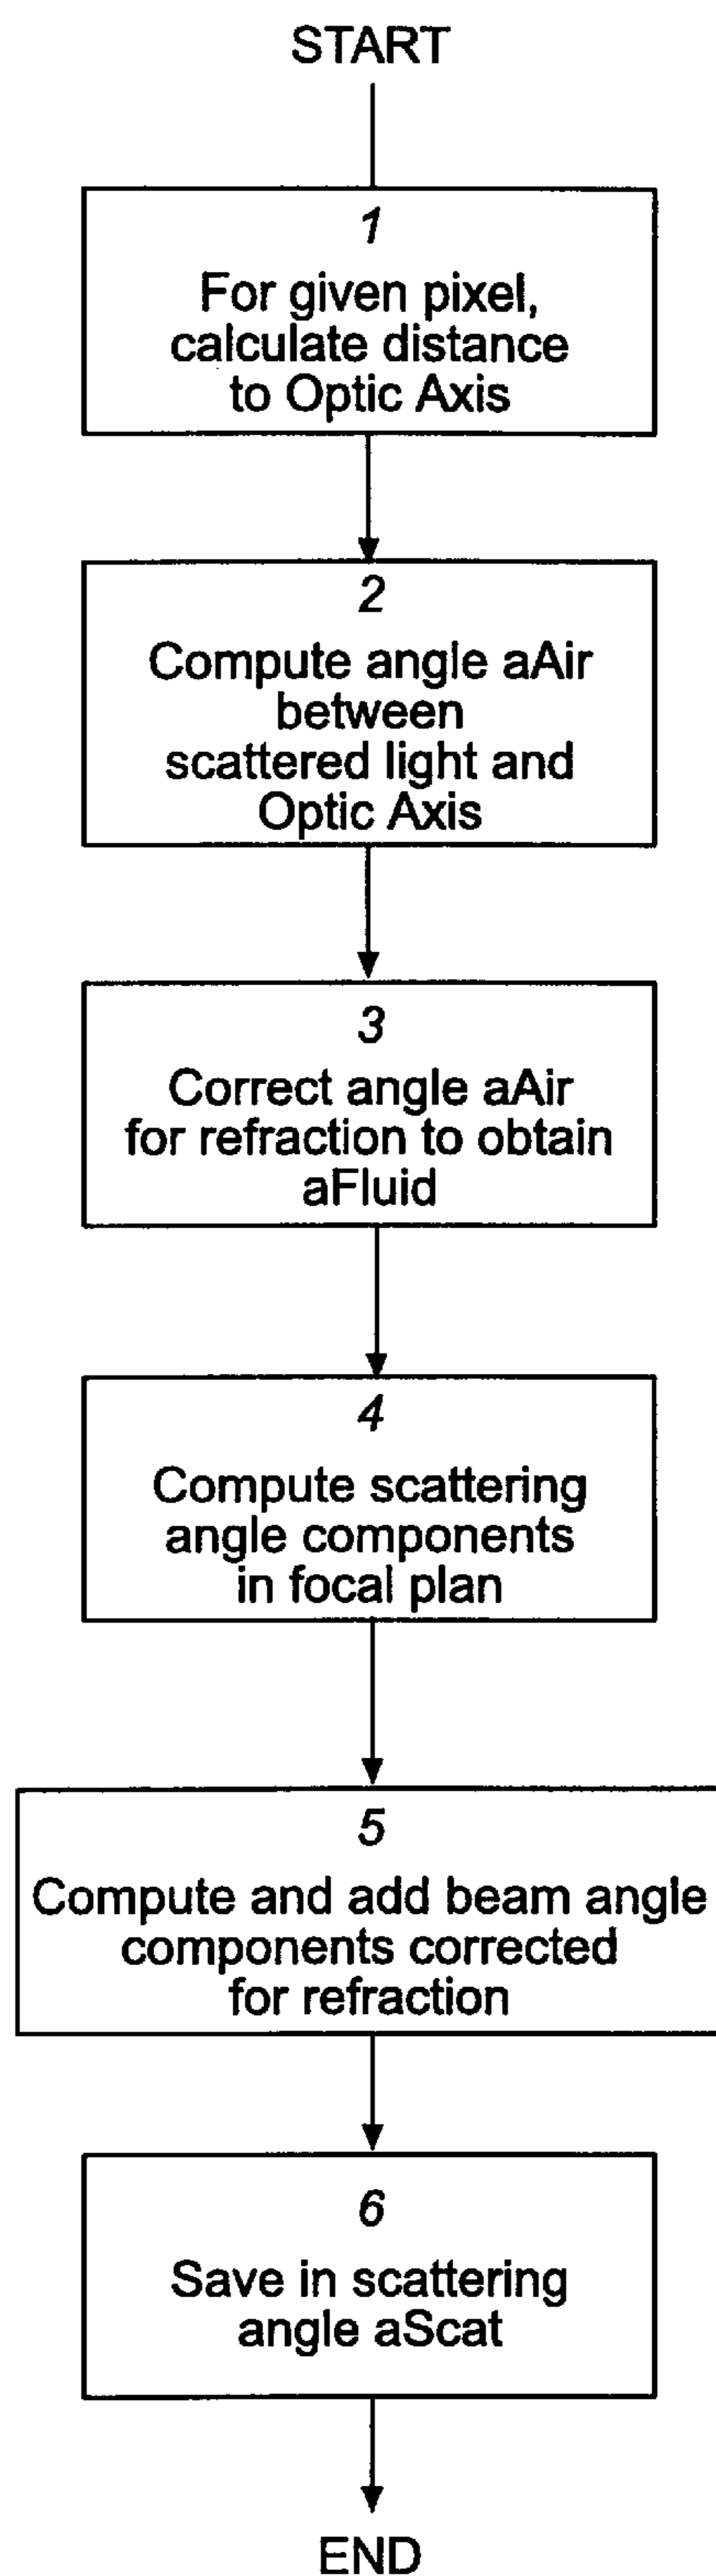 START
1
For given pixel,
calculate distance
to Optic Axis
2
Compute angle aAir
between
scattered light and
Optic Axis
3
Correct angle aAir
for refraction to obtain
aFluid
4
Compute scattering
angle components
in focal plan
5
Compute and add beam angle
components corrected
for refraction
6
Save in scattering
angle aScat
END